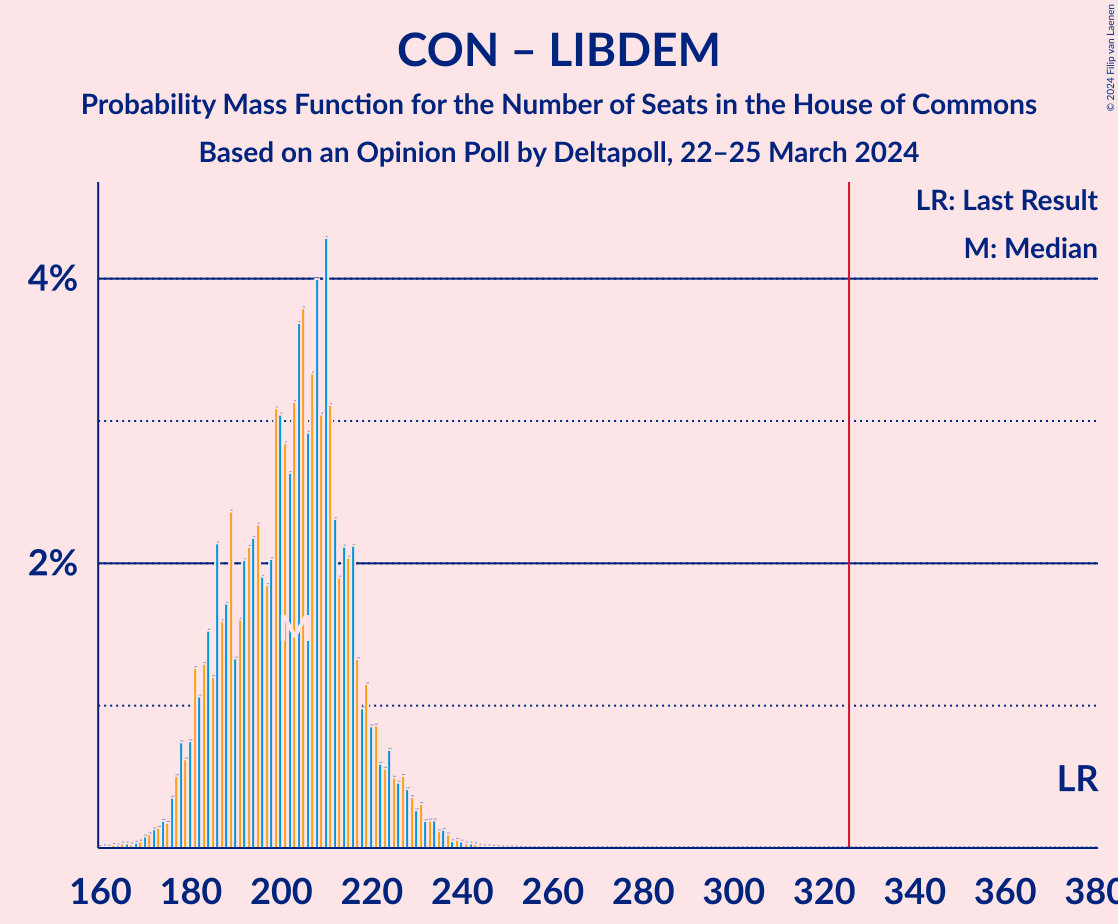 CON – LIBDEM
Probability Mass Function for the Number of Seats in the House of Commons
Based on an Opinion Poll by Deltapoll, 22–25 March 2024
© 2024 Filip van Laenen
LR: Last Result
M: Median
4%
2%
M
LR
160 180 200 220 240 260 280 300 320 340 360 380